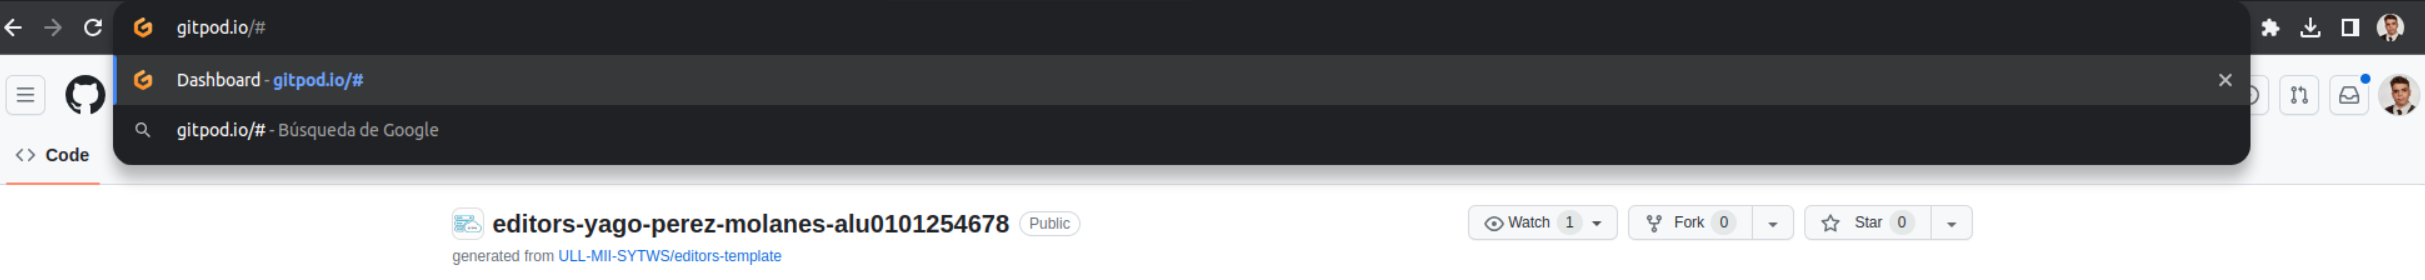 gitpod.io/#
Dashboard - gitpod.io/#
gitpod.io/# - Búsqueda de Google
Code
editors-yago-perez-molanes-alu0101254678 Public
Watch 1 Fork 0 Star 0
generated from ULL-MII-SYTWS/editors-template